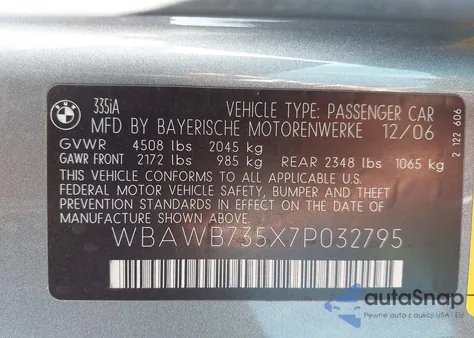 BMW
335iA
VEHICLE TYPE: PASSENGER CAR
MFD BY BAYERISCHE MOTORENWERKE 12/06
GVWR 4508 lbs 2045 kg
GAWR FRONT 2172 lbs 985 kg REAR 2348 lbs 1065 kg
THIS VEHICLE CONFORMS TO ALL APPLICABLE U.S.
FEDERAL MOTOR VEHICLE SAFETY, BUMPER AND THEFT
PREVENTION STANDARDS IN EFFECT ON THE DATE OF
MANUFACTURE SHOWN ABOVE.
WBAWB735X7P032795
2 122 606
autoSnap
Pewne auta z aukcji USA i EU